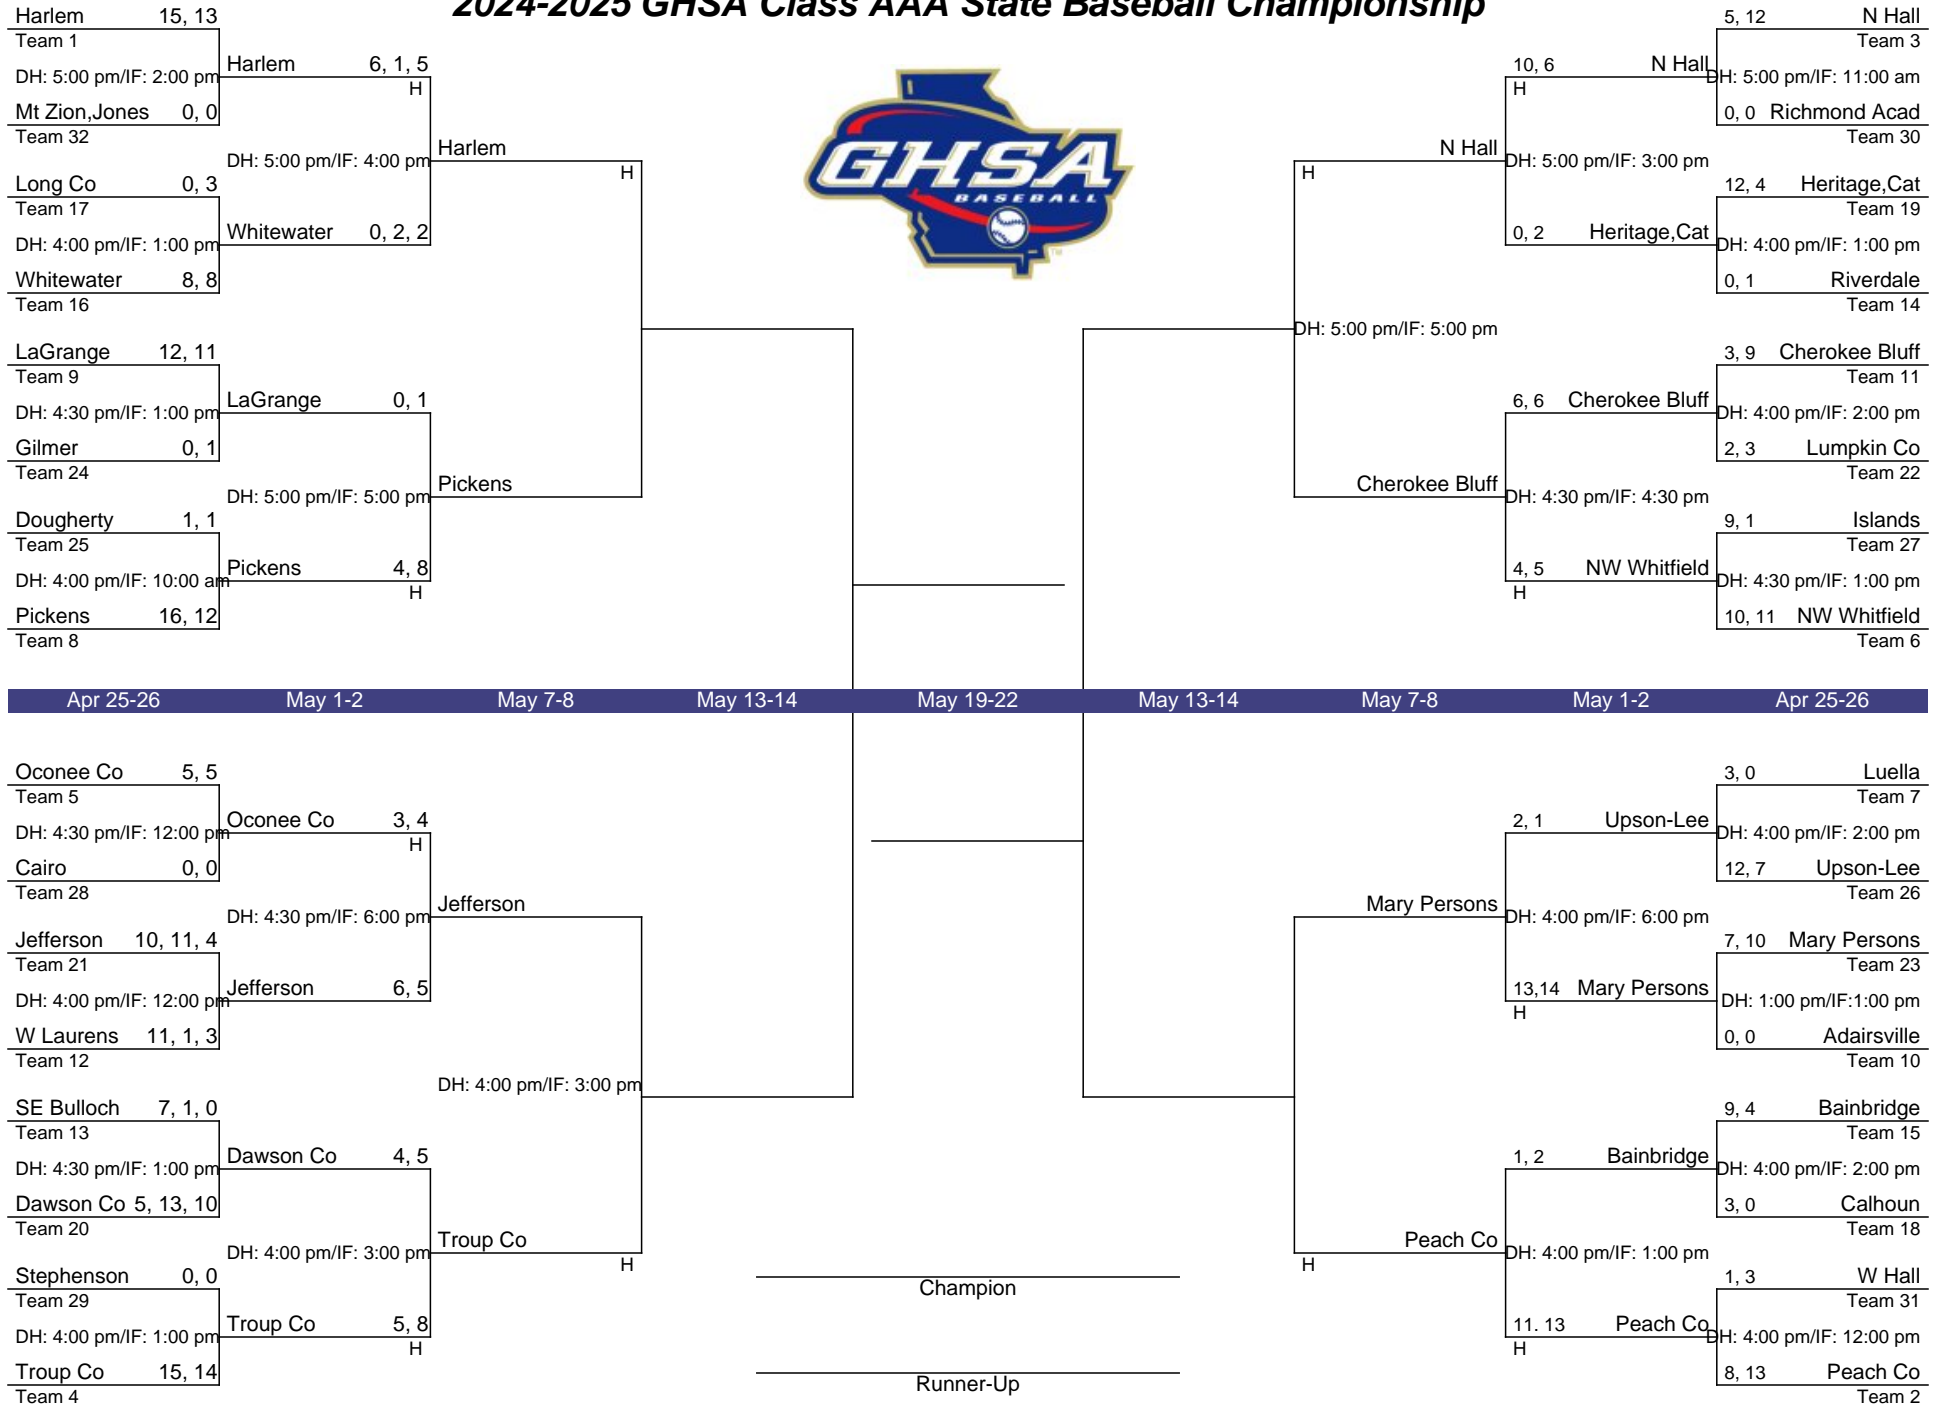 2024-2025 GHSA Class AAA State Baseball Championship
GHSA
BASEBALL
TM
Harlem 15, 13
Team 1
DH: 5:00 pm/IF: 2:00 pm
Mt Zion,Jones 0, 0
Team 32
Long Co 0, 3
Team 17
DH: 4:00 pm/IF: 1:00 pm
Whitewater 8, 8
Team 16
LaGrange 12, 11
Team 9
DH: 4:30 pm/IF: 1:00 pm
Gilmer 0, 1
Team 24
Dougherty 1, 1
Team 25
DH: 4:00 pm/IF: 10:00 am
Pickens 16, 12
Team 8
Harlem 6, 1, 5
H
DH: 5:00 pm/IF: 4:00 pm
Whitewater 0, 2, 2
LaGrange 0, 1
DH: 5:00 pm/IF: 5:00 pm
Pickens 4, 8
H
Harlem
H
Pickens
N Hall
H
DH: 5:00 pm/IF: 5:00 pm
Cherokee Bluff
10, 6 N Hall
H
DH: 5:00 pm/IF: 3:00 pm
0, 2 Heritage,Cat
6, 6 Cherokee Bluff
DH: 4:30 pm/IF: 4:30 pm
4, 5 NW Whitfield
H
5, 12 N Hall
Team 3
DH: 5:00 pm/IF: 11:00 am
0, 0 Richmond Acad
Team 30
12, 4 Heritage,Cat
Team 19
DH: 4:00 pm/IF: 1:00 pm
0, 1 Riverdale
Team 14
3, 9 Cherokee Bluff
Team 11
DH: 4:00 pm/IF: 2:00 pm
2, 3 Lumpkin Co
Team 22
9, 1 Islands
Team 27
DH: 4:30 pm/IF: 1:00 pm
10, 11 NW Whitfield
Team 6
Apr 25-26 May 1-2 May 7-8 May 13-14 May 19-22 May 13-14 May 7-8 May 1-2 Apr 25-26
Oconee Co 5, 5
Team 5
DH: 4:30 pm/IF: 12:00 pm
Cairo 0, 0
Team 28
Jefferson 10, 11, 4
Team 21
DH: 4:00 pm/IF: 12:00 pm
W Laurens 11, 1, 3
Team 12
SE Bulloch 7, 1, 0
Team 13
DH: 4:30 pm/IF: 1:00 pm
Dawson Co 5, 13, 10
Team 20
Stephenson 0, 0
Team 29
DH: 4:00 pm/IF: 1:00 pm
Troup Co 15, 14
Team 4
Oconee Co 3, 4
H
DH: 4:30 pm/IF: 6:00 pm
Jefferson 6, 5
Dawson Co 4, 5
DH: 4:00 pm/IF: 3:00 pm
Troup Co 5, 8
H
Jefferson
DH: 4:00 pm/IF: 3:00 pm
Troup Co
H
Champion
Runner-Up
Mary Persons
Peach Co
H
2, 1 Upson-Lee
DH: 4:00 pm/IF: 6:00 pm
13,14 Mary Persons
H
1, 2 Bainbridge
DH: 4:00 pm/IF: 1:00 pm
11. 13 Peach Co
H
3, 0 Luella
Team 7
DH: 4:00 pm/IF: 2:00 pm
12, 7 Upson-Lee
Team 26
7, 10 Mary Persons
Team 23
DH: 1:00 pm/IF:1:00 pm
0, 0 Adairsville
Team 10
9, 4 Bainbridge
Team 15
DH: 4:00 pm/IF: 2:00 pm
3, 0 Calhoun
Team 18
1, 3 W Hall
Team 31
DH: 4:00 pm/IF: 12:00 pm
8, 13 Peach Co
Team 2